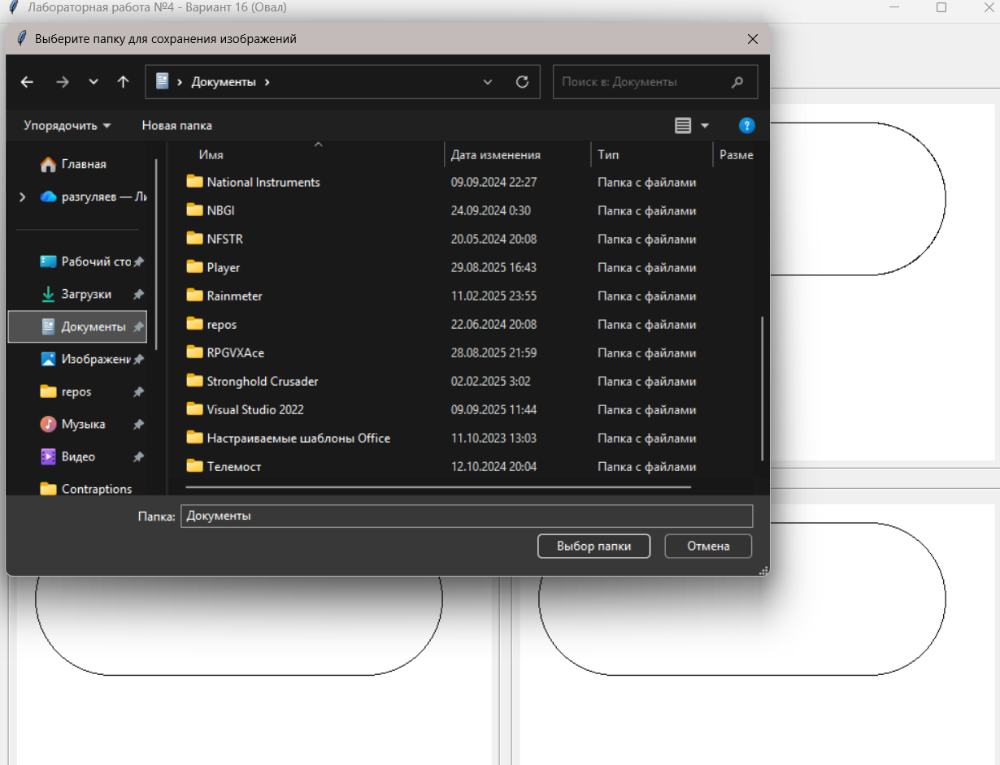 Лабораторная работа №4 - Вариант 16 (Овал)
Выберите папку для сохранения изображений
Документы
Поиск в: Документы
Упорядочить Новая папка
Имя Дата изменения Тип Разме
Главная
разгуляев — Ли
Рабочий сто
Загрузки
Документы
Изображени
repos
Музыка
Видео
Contraptions
National Instruments 09.09.2024 22:27 Папка с файлами
NBGI 24.09.2024 0:30 Папка с файлами
NFSTR 20.05.2024 20:08 Папка с файлами
Player 29.08.2025 16:43 Папка с файлами
Rainmeter 11.02.2025 23:55 Папка с файлами
repos 22.06.2024 20:08 Папка с файлами
RPGVXAce 28.08.2025 21:59 Папка с файлами
Stronghold Crusader 02.02.2025 3:02 Папка с файлами
Visual Studio 2022 09.09.2025 11:44 Папка с файлами
Настраиваемые шаблоны Office 11.10.2023 13:03 Папка с файлами
Телемост 12.10.2024 20:04 Папка с файлами
Папка: Документы
Выбор папки Отмена